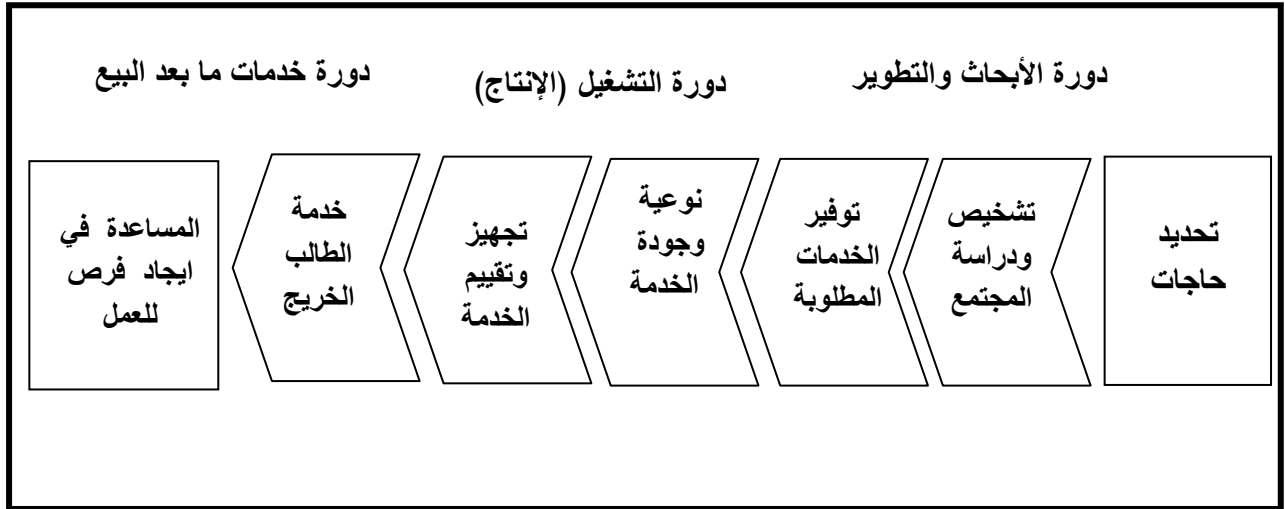 دورة الأبحاث والتطوير
دورة التشغيل (الإنتاج)
دورة خدمات ما بعد البيع
تحديد
حاجات
تشخيص
ودراسة
المجتمع
توفير
الخدمات
المطلوبة
نوعية
وجودة
الخدمة
تجهيز
وتقييم
الخدمة
خدمة
الطالب
الخريج
المساعدة في
ايجاد فرص
للعمل